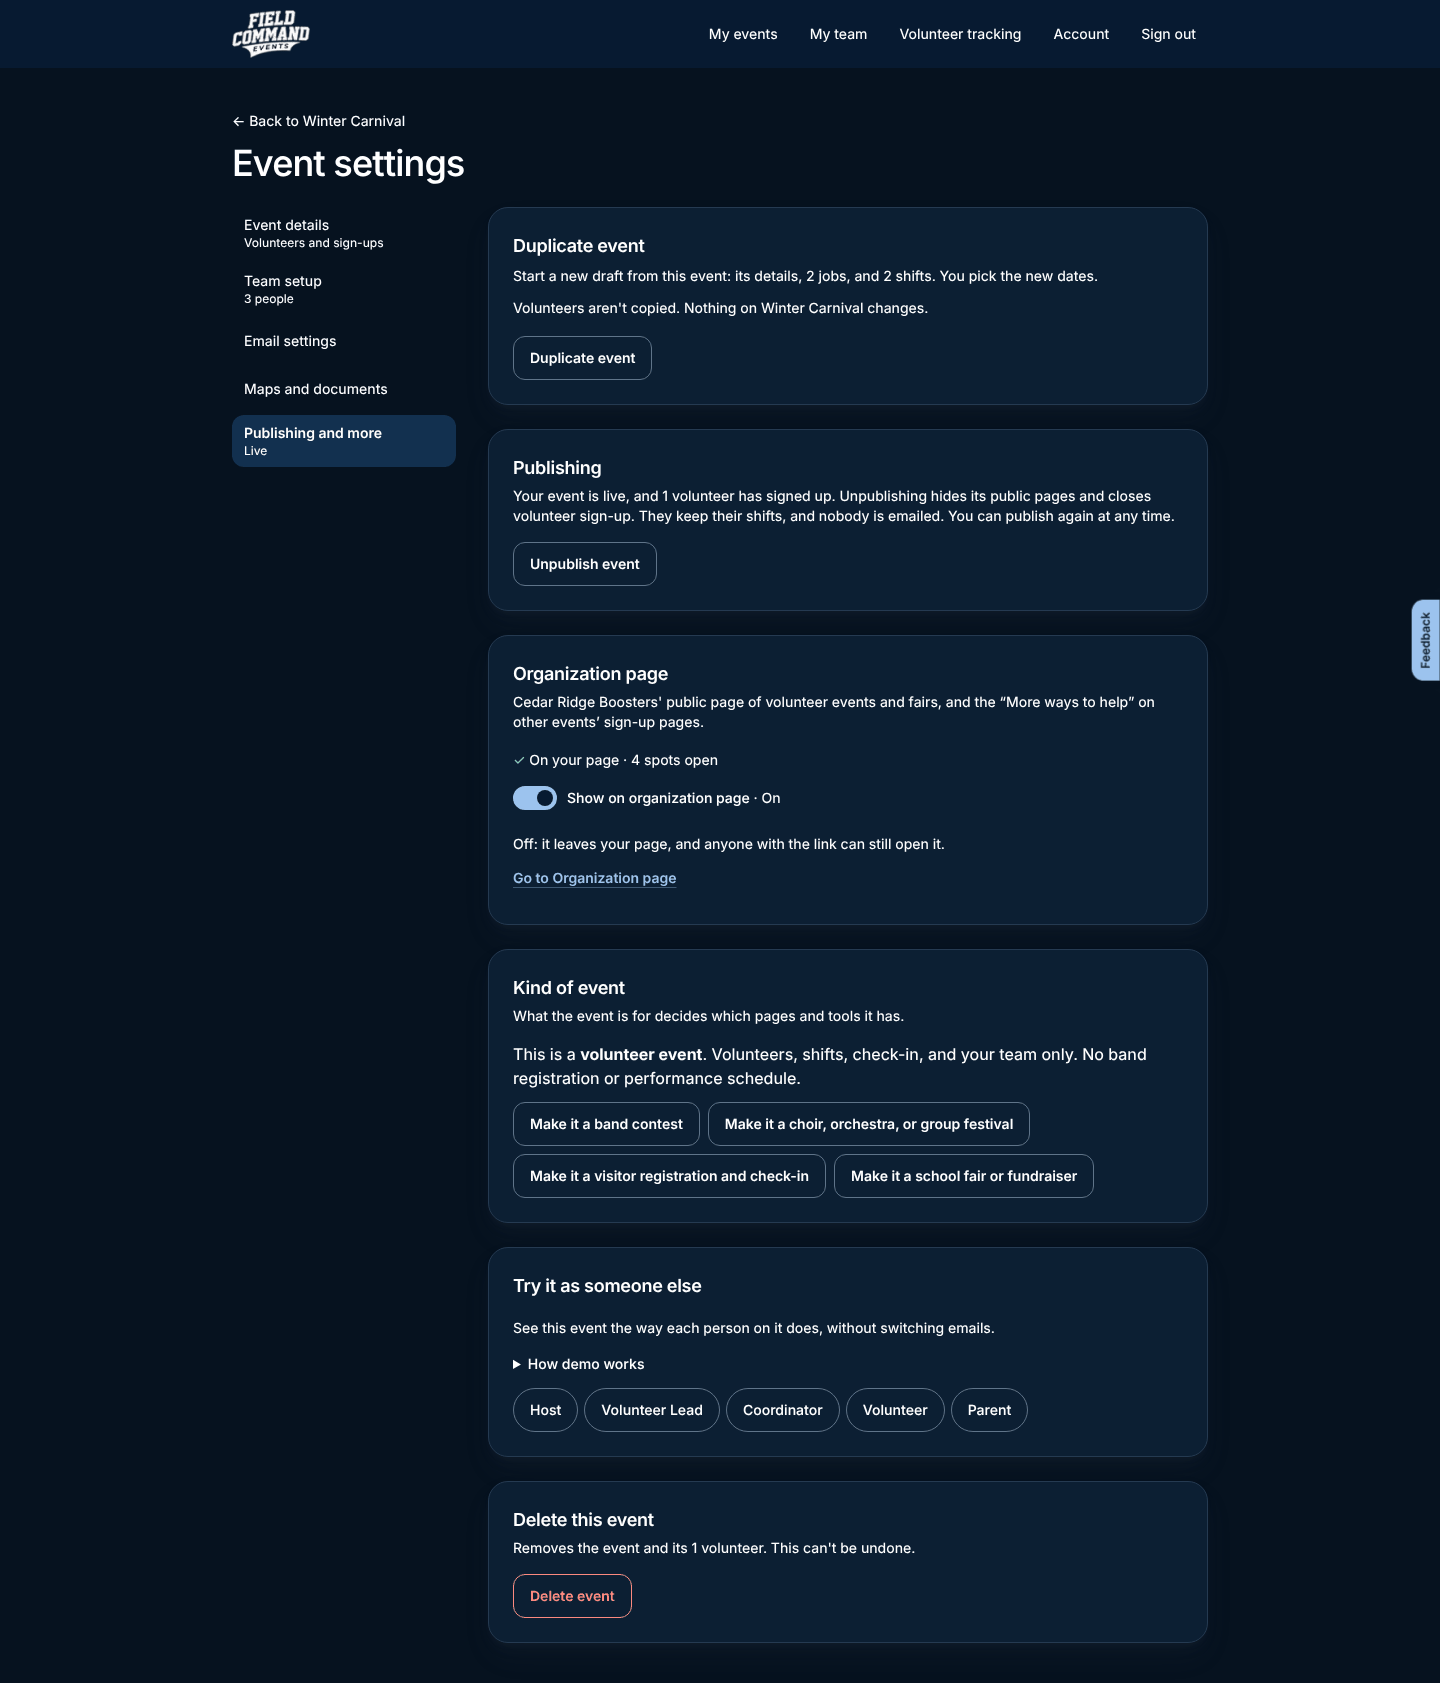 FIELD
COMMAND
EVENTS
My events
My team
Volunteer tracking
Account
Sign out
← Back to Winter Carnival
Event settings
Event details
Volunteers and sign-ups
Team setup
3 people
Email settings
Maps and documents
Publishing and more
Live
Duplicate event
Start a new draft from this event: its details, 2 jobs, and 2 shifts. You pick the new dates.
Volunteers aren't copied. Nothing on Winter Carnival changes.
Duplicate event
Publishing
Your event is live, and 1 volunteer has signed up. Unpublishing hides its public pages and closes
volunteer sign-up. They keep their shifts, and nobody is emailed. You can publish again at any time.
Unpublish event
Feedback
Organization page
Cedar Ridge Boosters' public page of volunteer events and fairs, and the “More ways to help” on
other events’ sign-up pages.
✓ On your page · 4 spots open
Show on organization page · On
Off: it leaves your page, and anyone with the link can still open it.
Go to Organization page
Kind of event
What the event is for decides which pages and tools it has.
This is a volunteer event. Volunteers, shifts, check-in, and your team only. No band
registration or performance schedule.
Make it a band contest
Make it a choir, orchestra, or group festival
Make it a visitor registration and check-in
Make it a school fair or fundraiser
Try it as someone else
See this event the way each person on it does, without switching emails.
▶ How demo works
Host
Volunteer Lead
Coordinator
Volunteer
Parent
Delete this event
Removes the event and its 1 volunteer. This can't be undone.
Delete event